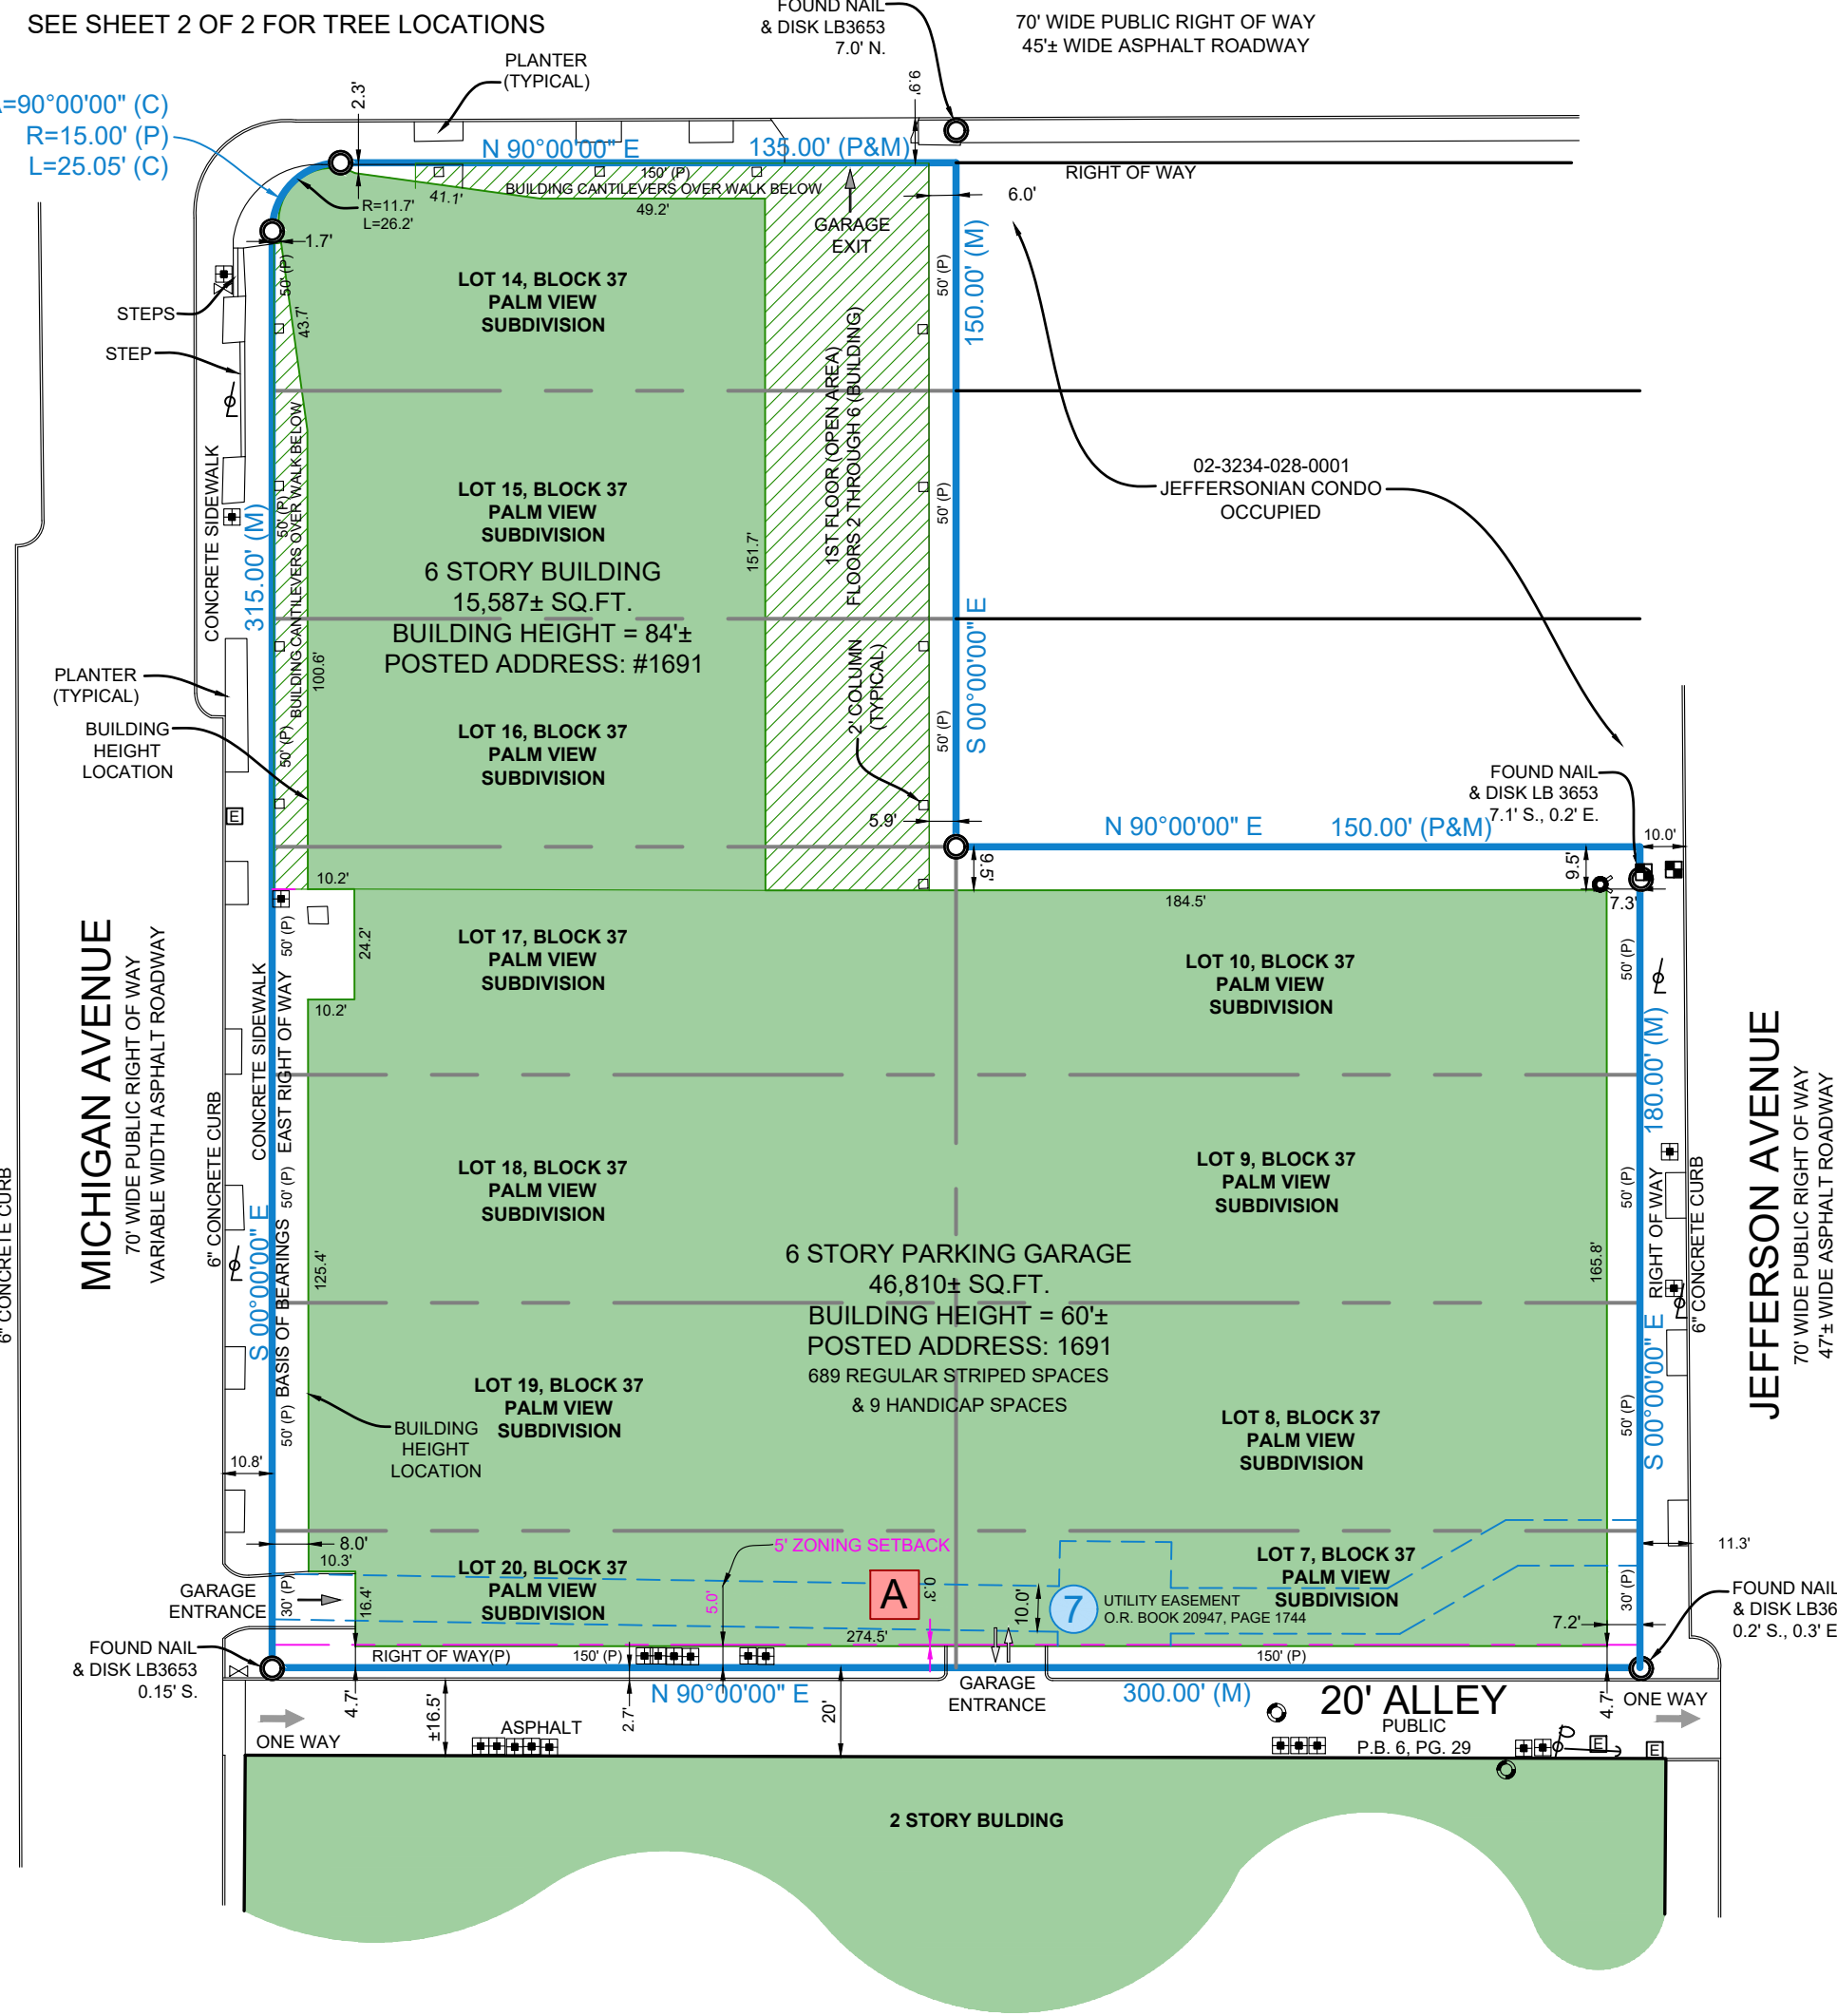 SEE SHEET 2 OF 2 FOR TREE LOCATIONS
FOUND NAIL
& DISK LB3653
7.0' N.
70' WIDE PUBLIC RIGHT OF WAY
45'± WIDE ASPHALT ROADWAY
PLANTER
(TYPICAL)
2.3'
9.9'
=90°00'00" (C)
R=15.00' (P)
L=25.05' (C)
N 90°00'00" E
135.00' (P&M)
150' (P)
BUILDING CANTILEVERS OVER WALK BELOW
RIGHT OF WAY
41.1'
49.2'
R=11.7'
L=26.2'
6.0'
GARAGE
EXIT
1.7'
50' (P)
43.7'
50' (P)
150.00' (M)
STEPS
STEP
LOT 14, BLOCK 37
PALM VIEW
SUBDIVISION
1ST FLOOR (OPEN AREA)
FLOORS 2 THROUGH 6 (BUILDING)
02-3234-028-0001
JEFFERSONIAN CONDO
OCCUPIED
CONCRETE SIDEWALK
315.00' (M)
50' (P)
BUILDING CANTILEVERS OVER WALK BELOW
LOT 15, BLOCK 37
PALM VIEW
SUBDIVISION
151.7'
50' (P)
6 STORY BUILDING
15,587± SQ.FT.
BUILDING HEIGHT = 84'±
POSTED ADDRESS: #1691
100.6'
S 00°00'00" E
PLANTER
(TYPICAL)
BUILDING
HEIGHT
LOCATION
50' (P)
LOT 16, BLOCK 37
PALM VIEW
SUBDIVISION
2' COLUMN
(TYPICAL)
50' (P)
FOUND NAIL
& DISK LB 3653
7.1' S., 0.2' E.
E
5.9'
N 90°00'00" E
150.00' (P&M)
10.0'
9.5'
9.5'
10.2'
184.5'
7.3'
MICHIGAN AVENUE
70' WIDE PUBLIC RIGHT OF WAY
VARIABLE WIDTH ASPHALT ROADWAY
50' (P)
24.2'
10.2'
LOT 17, BLOCK 37
PALM VIEW
SUBDIVISION
LOT 10, BLOCK 37
PALM VIEW
SUBDIVISION
50' (P)
180.00' (M)
CONCRETE SIDEWALK
EAST RIGHT OF WAY
6" CONCRETE CURB
6" CONCRETE CURB
50' (P)
LOT 18, BLOCK 37
PALM VIEW
SUBDIVISION
LOT 9, BLOCK 37
PALM VIEW
SUBDIVISION
50' (P)
RIGHT OF WAY
6" CONCRETE CURB
JEFFERSON AVENUE
70' WIDE PUBLIC RIGHT OF WAY
47'± WIDE ASPHALT ROADWAY
S 00°00'00" E
BASIS OF BEARINGS
125.4'
6 STORY PARKING GARAGE
46,810± SQ.FT.
BUILDING HEIGHT = 60'±
POSTED ADDRESS: 1691
689 REGULAR STRIPED SPACES
& 9 HANDICAP SPACES
165.8'
50' (P)
LOT 19, BLOCK 37
PALM VIEW
SUBDIVISION
BUILDING
HEIGHT
LOCATION
LOT 8, BLOCK 37
PALM VIEW
SUBDIVISION
50' (P)
S 00°00'00" E
10.8'
8.0'
10.3'
5' ZONING SETBACK
11.3'
GARAGE
ENTRANCE
30' (P)
16.4'
LOT 20, BLOCK 37
PALM VIEW
SUBDIVISION
5.0'
A
0.3'
10.0'
7
UTILITY EASEMENT
O.R. BOOK 20947, PAGE 1744
LOT 7, BLOCK 37
PALM VIEW
SUBDIVISION
30' (P)
7.2'
FOUND NAIL
& DISK LB36
0.2' S., 0.3' E
FOUND NAIL
& DISK LB3653
0.15' S.
274.5'
RIGHT OF WAY(P)
150' (P)
150' (P)
N 90°00'00" E
GARAGE
ENTRANCE
300.00' (M)
20' ALLEY
PUBLIC
P.B. 6, PG. 29
ONE WAY
4.7'
±16.5'
ASPHALT
2.7'
20'
4.7'
ONE WAY
E
E
2 STORY BULDING